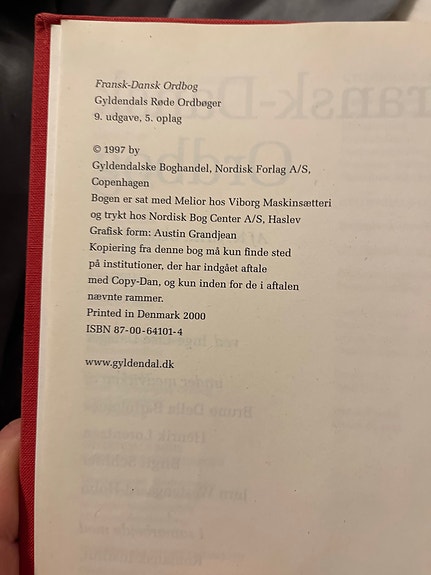 Fransk-Dansk Ordbog
Gyldendals Røde Ordbøger
9. udgave, 5. oplag
© 1997 by
Gyldendalske Boghandel, Nordisk Forlag A/S,
Copenhagen
Bogen er sat med Melior hos Viborg Maskinsætteri
og trykt hos Nordisk Bog Center A/S, Haslev
Grafisk form: Austin Grandjean
Kopiering fra denne bog må kun finde sted
på institutioner, der har indgået aftale
med Copy-Dan, og kun inden for de i aftalen
nævnte rammer.
Printed in Denmark 2000
ISBN 87-00-64101-4
www.gyldendal.dk